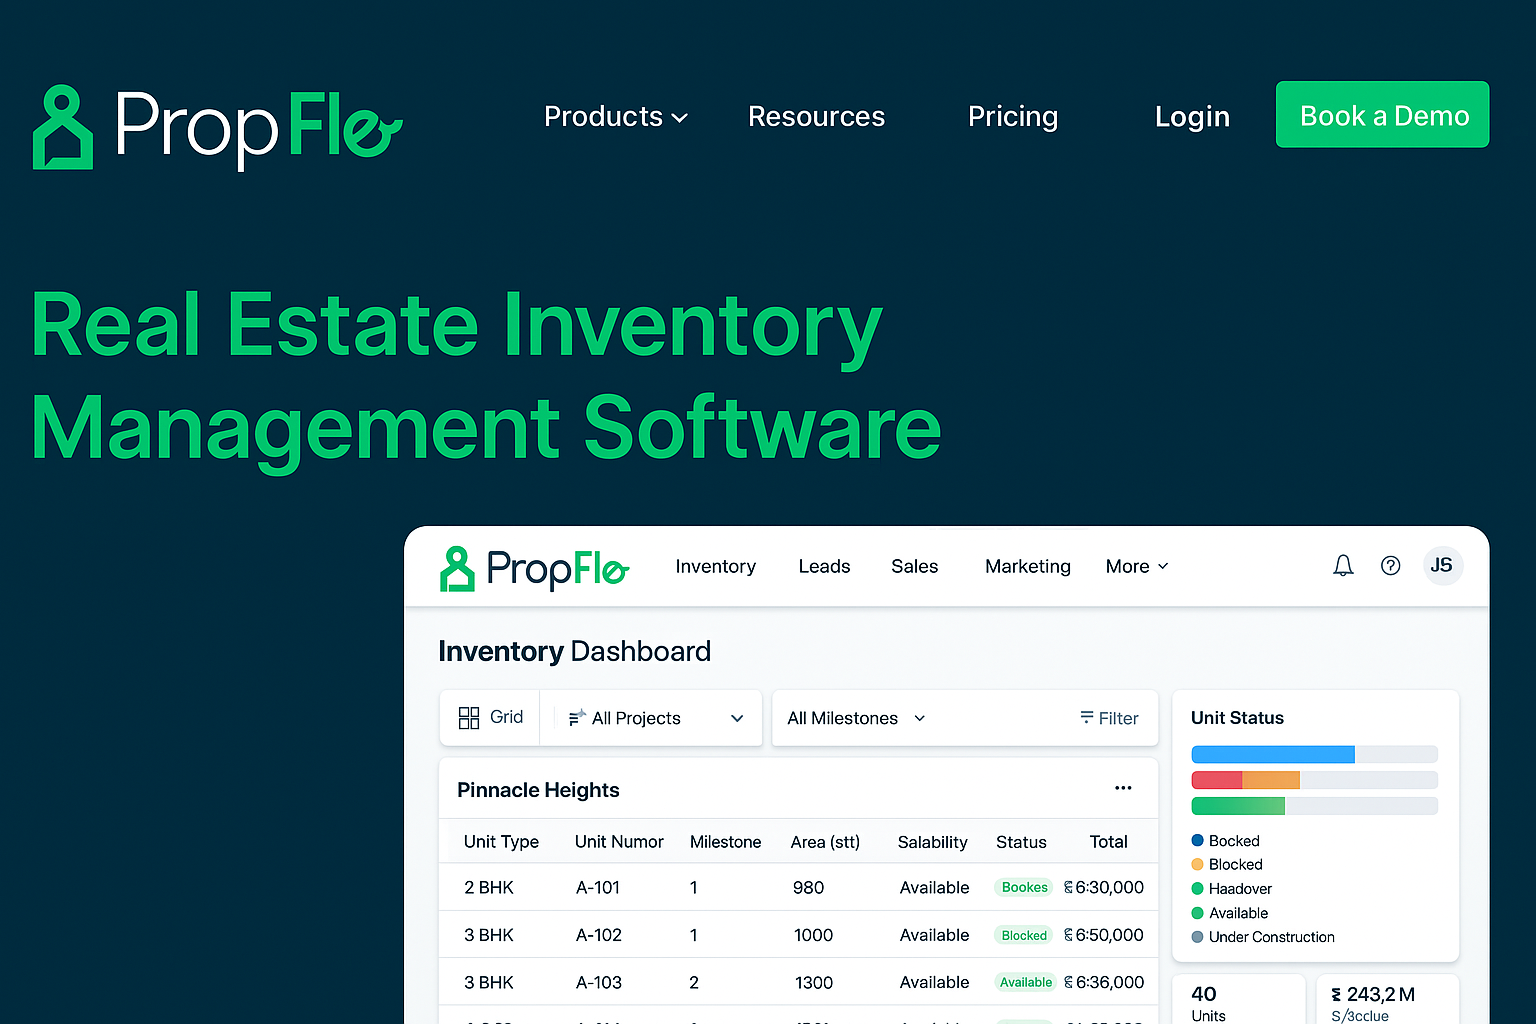 PropFlo
Products
Resources
Pricing
Login
Book a Demo
Real Estate Inventory
Management Software
PropFlo
Inventory
Leads
Sales
Marketing
More
JS
Inventory Dashboard
Grid
All Projects
All Milestones
Filter
Pinnacle Heights
Unit Type Unit Numor Milestone Area (stt) Salability Status Total
2 BHK A-101 1 980 Available Bookes 6:30,000
3 BHK A-102 1 1000 Available Blocked 6:50,000
3 BHK A-103 2 1300 Available Available 6:36,000
Unit Status
Bocked
Blocked
Haadover
Available
Under Construction
40
Units
243,2 M
S/3cclue